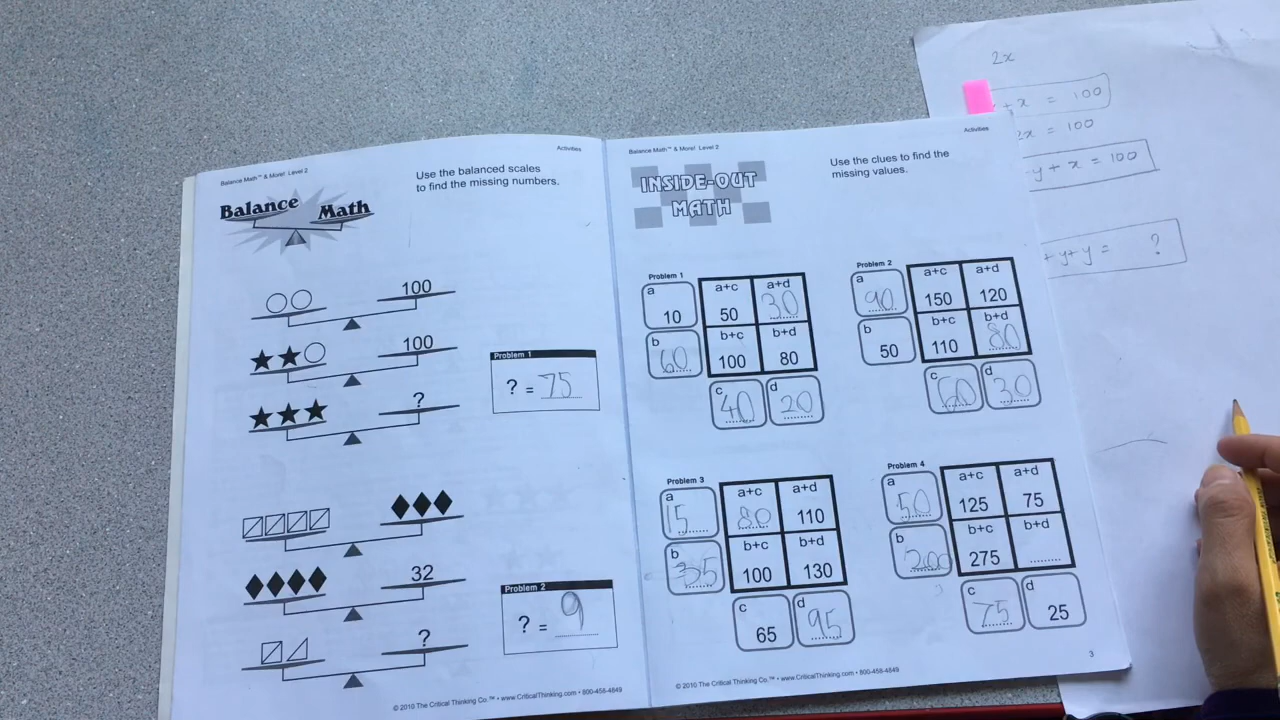 Balance Math™ & More! Level 2
Activities
Balance Math
Use the balanced scales
to find the missing numbers.
100
100
?
Problem 1
? = 75
32
?
Problem 2
? = 9
© 2010 The Critical Thinking Co.™ • www.CriticalThinking.com • 800-458-4849
Balance Math™ & More! Level 2
Activities
INSIDE-OUT
MATH
Use the clues to find the
missing values.
Problem 1
a
10
a+c
50
a+d
30
b
60
b+c
100
b+d
80
c
40
d
20
Problem 2
a
90
a+c
150
a+d
120
b
50
b+c
110
b+d
80
c
60
d
30
Problem 3
a
15
a+c
80
a+d
110
b
35
b+c
100
b+d
130
c
65
d
95
Problem 4
a
50
a+c
125
a+d
75
b
200
b+c
275
b+d
c
75
d
25
3
© 2010 The Critical Thinking Co.™ • www.CriticalThinking.com • 800-458-4849
2x
+ x = 100
2x = 100
y + x = 100
+ y + y = ?